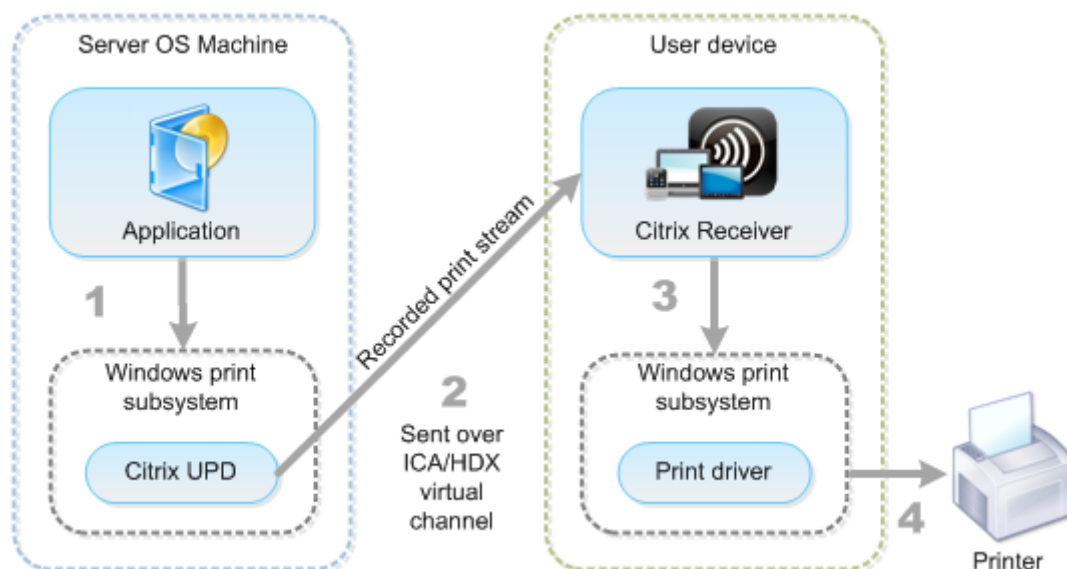 Server OS Machine
Application
1
Windows print
subsystem
Citrix UPD
Recorded print stream
2
Sent over
ICA/HDX
virtual
channel
User device
Citrix Receiver
3
Windows print
subsystem
Print driver
4
Printer